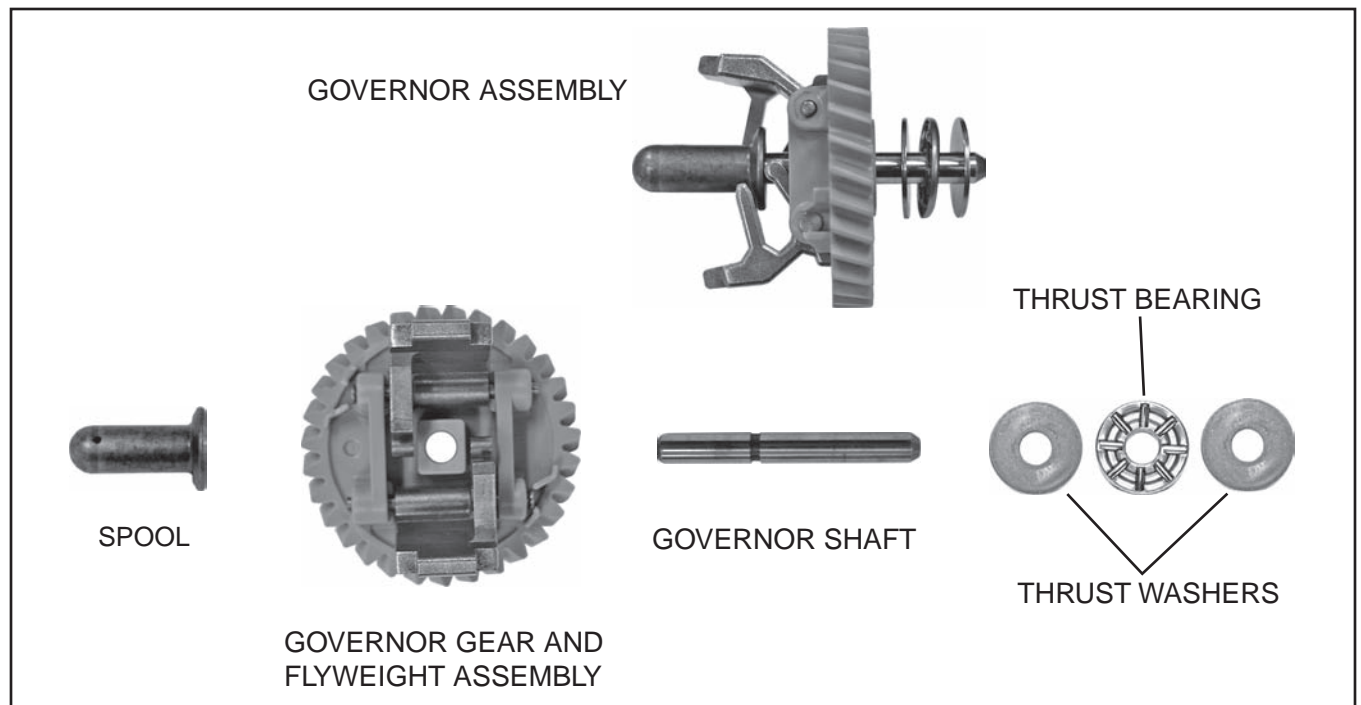 GOVERNOR ASSEMBLY
THRUST BEARING
SPOOL
GOVERNOR SHAFT
THRUST WASHERS
GOVERNOR GEAR AND
FLYWEIGHT ASSEMBLY